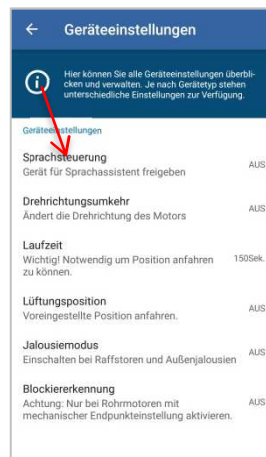 Geräteeinstellungen
Hier können Sie alle Geräteeinstellungen überbli-
cken und verwalten. Je nach Gerätetyp stehen
unterschiedliche Einstellungen zur Verfügung.
Geräteeinstellungen
Sprachsteuerung
Gerät für Sprachassistent freigeben
AUS
Drehrichtungsumkehr
Ändert die Drehrichtung des Motors
AUS
Laufzeit
Wichtig! Notwendig um Position anfahren
zu können.
150Sek.
Lüftungsposition
Voreingestellte Position anfahren.
AUS
Jalousiemodus
Einschalten bei Raffstoren und Außenjalousien
AUS
Blockiererkennung
Achtung: Nur bei Rohrmotoren mit
mechanischer Endpunkteinstellung aktivieren.
AUS